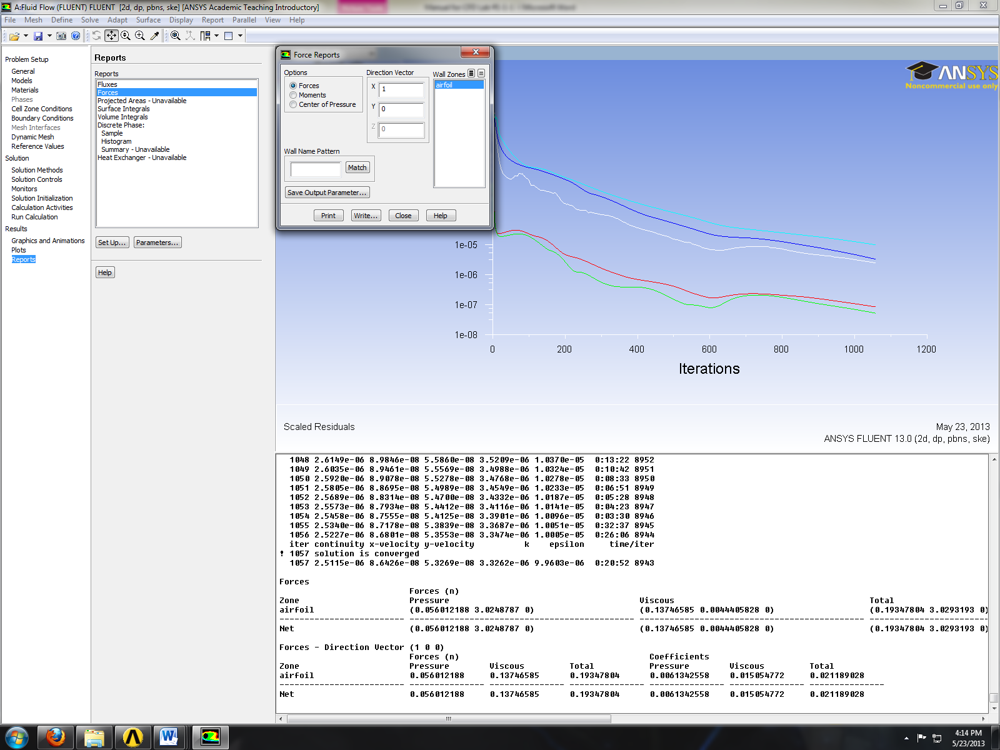 A:Fluid Flow (FLUENT) FLUENT [2d, dp, pbns, ske] [ANSYS Academic Teaching Introductory]
File Mesh Define Solve Adapt Surface Display Report Parallel View Help
Problem Setup
General
Models
Materials
Phases
Cell Zone Conditions
Boundary Conditions
Mesh Interfaces
Dynamic Mesh
Reference Values
Solution
Solution Methods
Solution Controls
Monitors
Solution Initialization
Calculation Activities
Run Calculation
Results
Graphics and Animations
Plots
Reports
Reports
Reports
Fluxes
Forces
Projected Areas - Unavailable
Surface Integrals
Volume Integrals
Discrete Phase:
Sample
Histogram
Summary - Unavailable
Heat Exchanger - Unavailable
Set Up... Parameters...
Help
Force Reports
Options
Forces
Moments
Center of Pressure
Direction Vector
X 1
Y 0
Z 0
Wall Zones
airfoil
Wall Name Pattern
Match
Save Output Parameter...
Print Write... Close Help
ANSYS
Noncommercial use only
1e-05
1e-06
1e-07
1e-08
0 200 400 600 800 1000 1200
Iterations
Scaled Residuals
May 23, 2013
ANSYS FLUENT 13.0 (2d, dp, pbns, ske)
1048 2.6149e-06 8.9846e-08 5.5860e-08 3.5209e-06 1.0370e-05 0:13:22 8952
1049 2.6035e-06 8.9461e-08 5.5569e-08 3.4988e-06 1.0324e-05 0:10:42 8951
1050 2.5920e-06 8.9078e-08 5.5278e-08 3.4768e-06 1.0278e-05 0:08:33 8950
1051 2.5805e-06 8.8695e-08 5.4989e-08 3.4549e-06 1.0233e-05 0:06:51 8949
1052 2.5689e-06 8.8314e-08 5.4700e-08 3.4332e-06 1.0187e-05 0:05:28 8948
1053 2.5573e-06 8.7934e-08 5.4412e-08 3.4116e-06 1.0141e-05 0:04:23 8947
1054 2.5458e-06 8.7555e-08 5.4125e-08 3.3901e-06 1.0096e-05 0:03:30 8946
1055 2.5340e-06 8.7178e-08 5.3839e-08 3.3687e-06 1.0051e-05 0:32:37 8945
1056 2.5227e-06 8.6801e-08 5.3553e-08 3.3474e-06 1.0005e-05 0:26:06 8944
iter continuity x-velocity y-velocity k epsilon time/iter
! 1057 solution is converged
1057 2.5115e-06 8.6426e-08 5.3269e-08 3.3262e-06 9.9603e-06 0:20:52 8943
Forces
Forces (n)
Zone Pressure Viscous Total
airfoil (0.056012188 3.0248787 0) (0.13746585 0.0044405828 0) (0.19347804 3.0293193 0)
Net (0.056012188 3.0248787 0) (0.13746585 0.0044405828 0) (0.19347804 3.0293193 0)
Forces - Direction Vector (1 0 0)
Forces (n) Coefficients
Zone Pressure Viscous Total Pressure Viscous Total
airfoil 0.056012188 0.13746585 0.19347804 0.0061342558 0.015054772 0.021189028
Net 0.056012188 0.13746585 0.19347804 0.0061342558 0.015054772 0.021189028
4:14 PM
5/23/2013